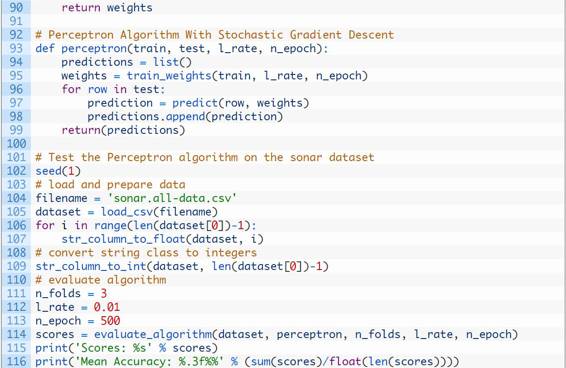 90 return weights
91
92 # Perceptron Algorithm With Stochastic Gradient Descent
93 def perceptron(train, test, l_rate, n_epoch):
94 predictions = list()
95 weights = train_weights(train, l_rate, n_epoch)
96 for row in test:
97 prediction = predict(row, weights)
98 predictions.append(prediction)
99 return(predictions)
100
101 # Test the Perceptron algorithm on the sonar dataset
102 seed(1)
103 # load and prepare data
104 filename = 'sonar.all-data.csv'
105 dataset = load_csv(filename)
106 for i in range(len(dataset[0])-1):
107 str_column_to_float(dataset, i)
108 # convert string class to integers
109 str_column_to_int(dataset, len(dataset[0])-1)
110 # evaluate algorithm
111 n_folds = 3
112 l_rate = 0.01
113 n_epoch = 500
114 scores = evaluate_algorithm(dataset, perceptron, n_folds, l_rate, n_epoch)
115 print('Scores: %s' % scores)
116 print('Mean Accuracy: %.3f%%' % (sum(scores)/float(len(scores))))